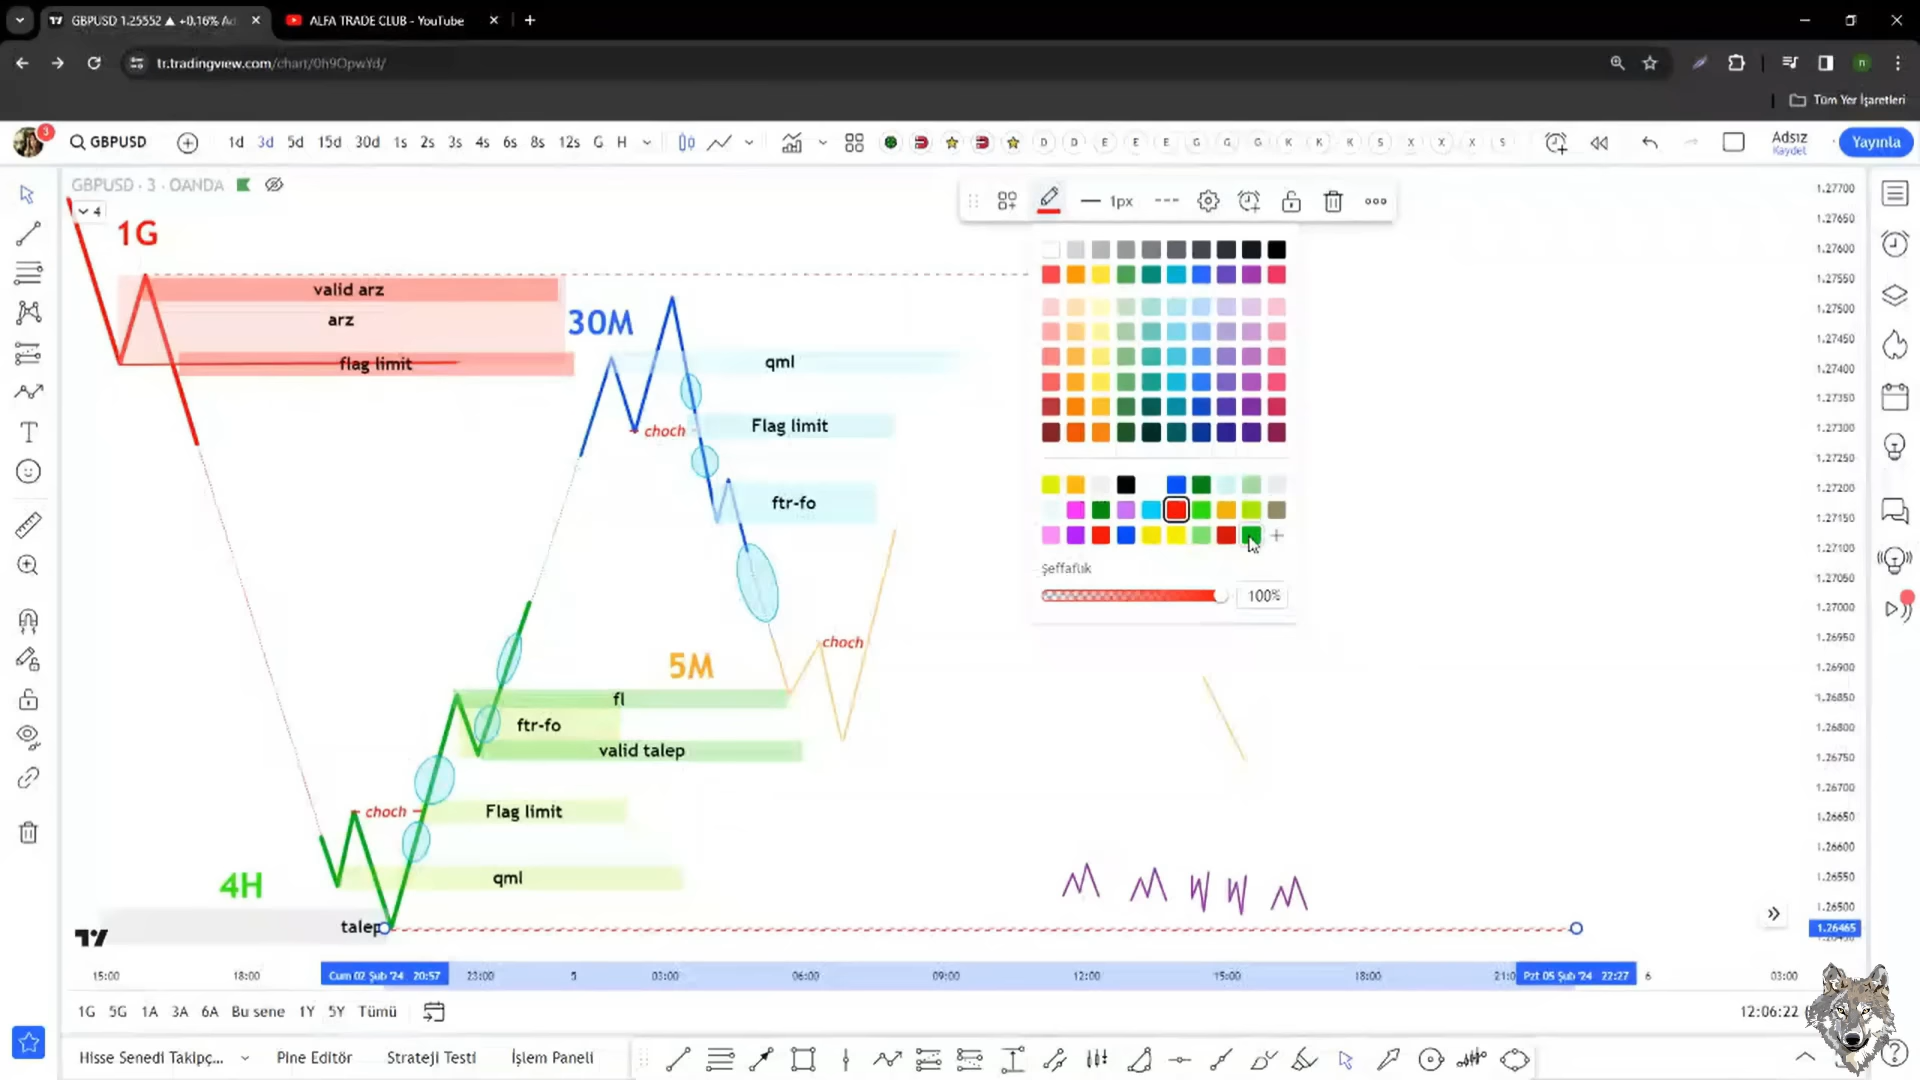 GBPUSD 1.25552 ▲ +0.16% Ad
ALFA TRADE CLUB - YouTube
tr.tradingview.com/chart/0h9OpwYd/
n
Tüm Yer İşaretleri
3
GBPUSD
1d 3d 5d 15d 30d 1s 2s 3s 4s 6s 8s 12s G H
D D E E E G G G K K K S X X X S
Adsız
Kaydet
Yayınla
GBPUSD · 3 · OANDA
4
1px
1G
valid arz
arz
flag limit
30M
qml
choch
Flag limit
ftr-fo
Şeffaflık
100%
choch
5M
fl
ftr-fo
valid talep
choch
Flag limit
4H
qml
talep
1.27700
1.27650
1.27600
1.27550
1.27500
1.27450
1.27400
1.27350
1.27300
1.27250
1.27200
1.27150
1.27100
1.27050
1.27000
1.26950
1.26900
1.26850
1.26800
1.26750
1.26700
1.26650
1.26600
1.26550
1.26500
1.26465
15:00 18:00 Cum 02 Şub '24 20:57 23:00 5 03:00 06:00 09:00 12:00 15:00 18:00 21:0 Pzt 05 Şub '24 22:27 6 03:00
1G 5G 1A 3A 6A Bu sene 1Y 5Y Tümü
12:06:22
Hisse Senedi Takipç... Pine Editör Strateji Testi İşlem Paneli